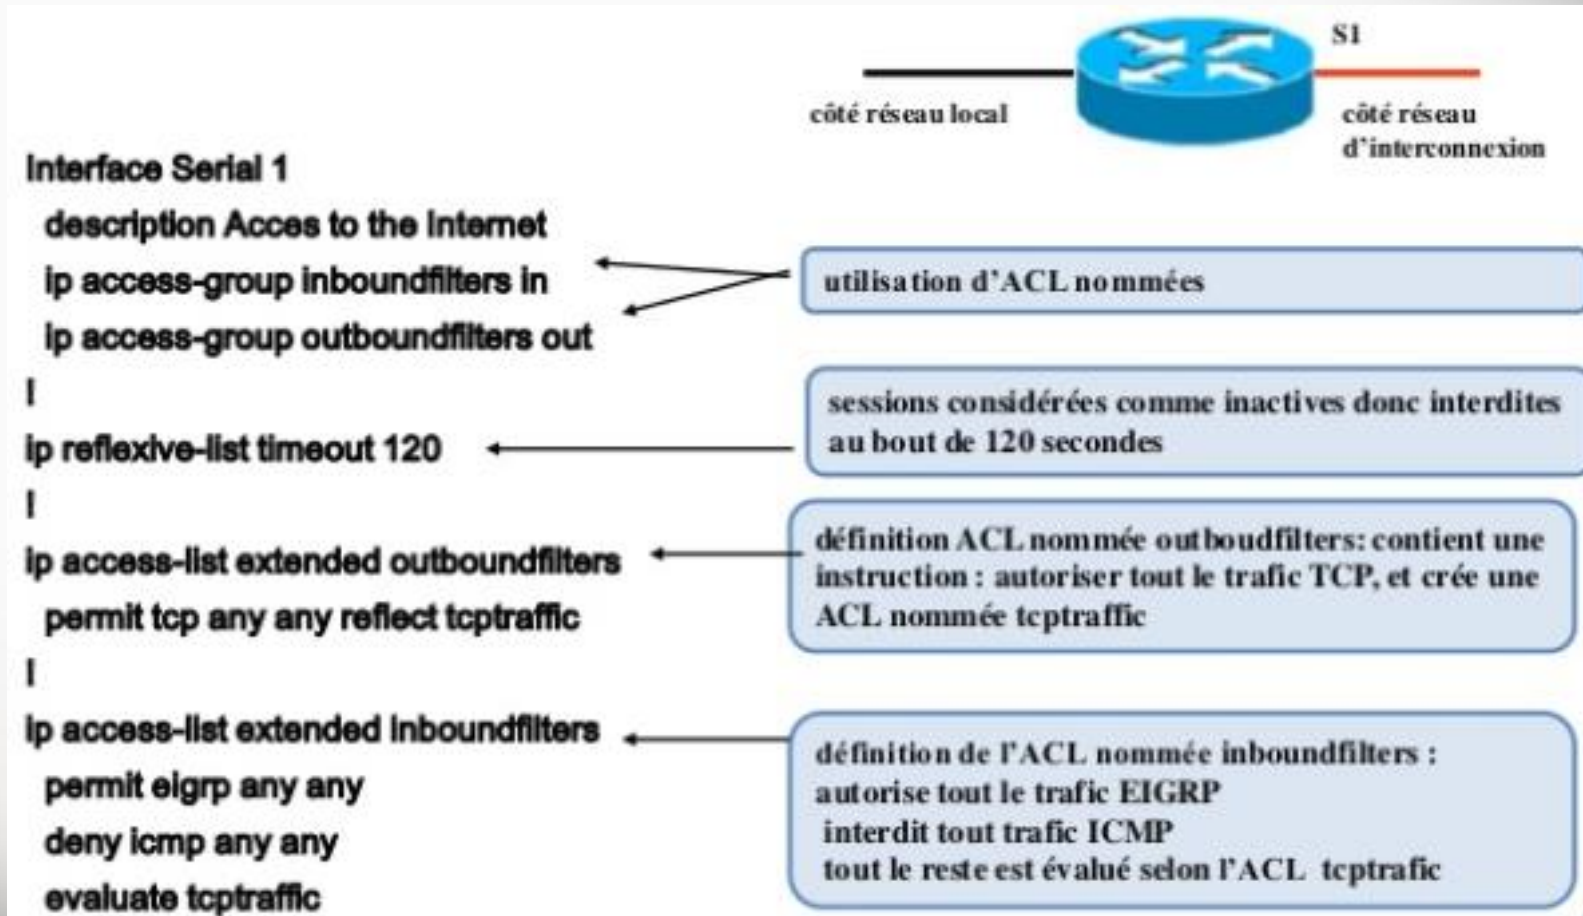 S1
côté réseau local
côté réseau
d'interconnexion
Interface Serial 1
description Acces to the Internet
ip access-group inboundfilters in
ip access-group outboundfilters out
!
ip reflexive-list timeout 120
!
ip access-list extended outboundfilters
permit tcp any any reflect tcptraffic
!
ip access-list extended inboundfilters
permit eigrp any any
deny icmp any any
evaluate tcptraffic
utilisation d'ACL nommées
sessions considérées comme inactives donc interdites
au bout de 120 secondes
définition ACL nommée outboudfilters: contient une
instruction : autoriser tout le trafic TCP, et crée une
ACL nommée tcptraffic
définition de l'ACL nommée inboundfilters :
autorise tout le trafic EIGRP
interdit tout trafic ICMP
tout le reste est évalué selon l'ACL tcptrafic